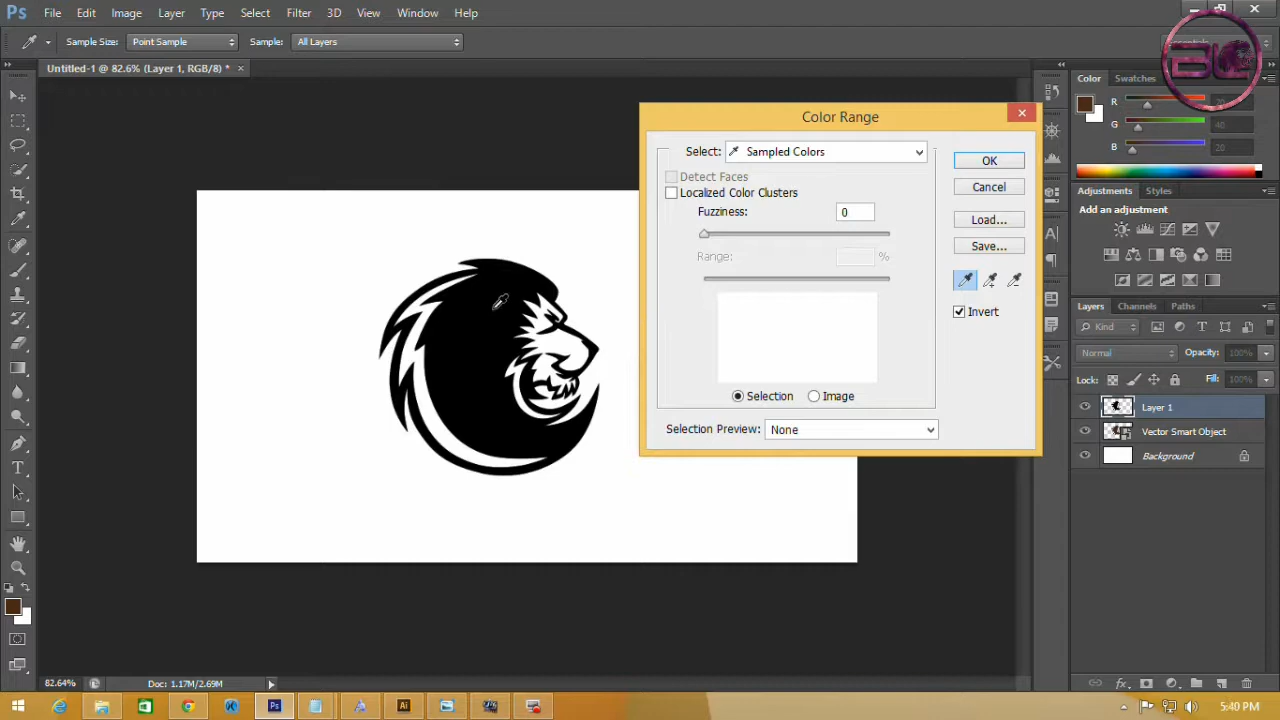 Ps File Edit Image Layer Type Select Filter 3D View Window Help
Sample Size: Point Sample Sample: All Layers
Untitled-1 @ 82.6% (Layer 1, RGB/8) * ×
Color Range
Select: Sampled Colors
Detect Faces
Localized Color Clusters
Fuzziness: 0
Range: %
Selection Image
Selection Preview: None
OK
Cancel
Load...
Save...
Invert
Color Swatches
R
G 40
B 20
Adjustments Styles
Add an adjustment
Layers Channels Paths
Kind
Normal Opacity: 100%
Lock: Fill: 100%
Layer 1
Vector Smart Object
Background
82.64% Doc: 1.17M/2.69M
5:40 PM